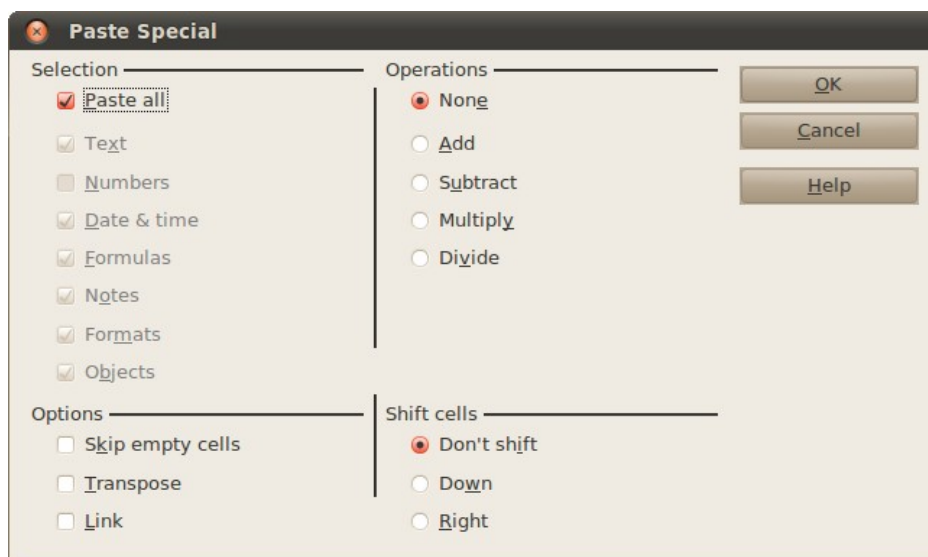 Paste Special
Selection
Paste all
Text
Numbers
Date & time
Formulas
Notes
Formats
Objects
Operations
None
Add
Subtract
Multiply
Divide
OK
Cancel
Help
Options
Skip empty cells
Transpose
Link
Shift cells
Don't shift
Down
Right